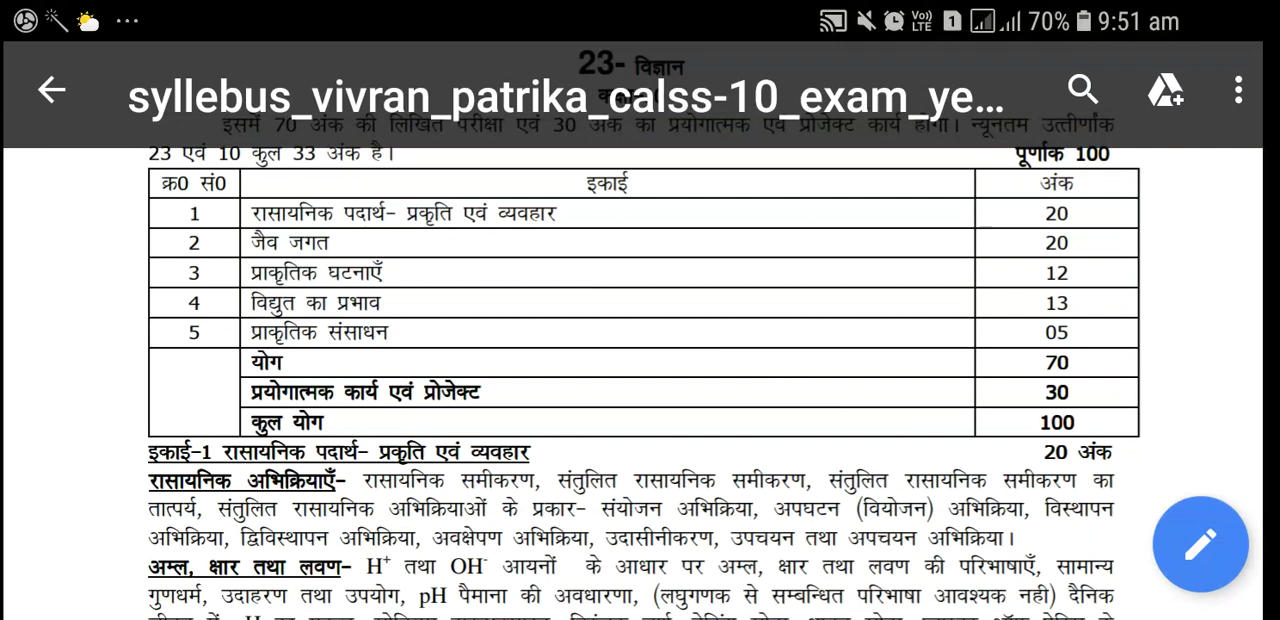 70% 9:51 am
23- विज्ञान
syllebus_vivran_patrika_calss-10_exam_ye...
इसमें 70 अंक की लिखित परीक्षा एवं 30 अंक का प्रयोगात्मक एवं प्रोजेक्ट कार्य होगा। न्यूनतम उत्तीर्णांक
23 एवं 10 कुल 33 अंक है। पूर्णांक 100
क्र0 सं0 इकाई अंक
1 रासायनिक पदार्थ- प्रकृति एवं व्यवहार 20
2 जैव जगत 20
3 प्राकृतिक घटनाएँ 12
4 विद्युत का प्रभाव 13
5 प्राकृतिक संसाधन 05
योग 70
प्रयोगात्मक कार्य एवं प्रोजेक्ट 30
कुल योग 100
इकाई-1 रासायनिक पदार्थ- प्रकृति एवं व्यवहार 20 अंक
रासायनिक अभिक्रियाएँ- रासायनिक समीकरण, संतुलित रासायनिक समीकरण, संतुलित रासायनिक समीकरण का
तात्पर्य, संतुलित रासायनिक अभिक्रियाओं के प्रकार- संयोजन अभिक्रिया, अपघटन (वियोजन) अभिक्रिया, विस्थापन
अभिक्रिया, द्विविस्थापन अभिक्रिया, अवक्षेपण अभिक्रिया, उदासीनीकरण, उपचयन तथा अपचयन अभिक्रिया।
अम्ल, क्षार तथा लवण- H⁺ तथा OH⁻ आयनों के आधार पर अम्ल, क्षार तथा लवण की परिभाषाएँ, सामान्य
गुणधर्म, उदाहरण तथा उपयोग, pH पैमाना की अवधारणा, (लघुगणक से सम्बन्धित परिभाषा आवश्यक नही) दैनिक